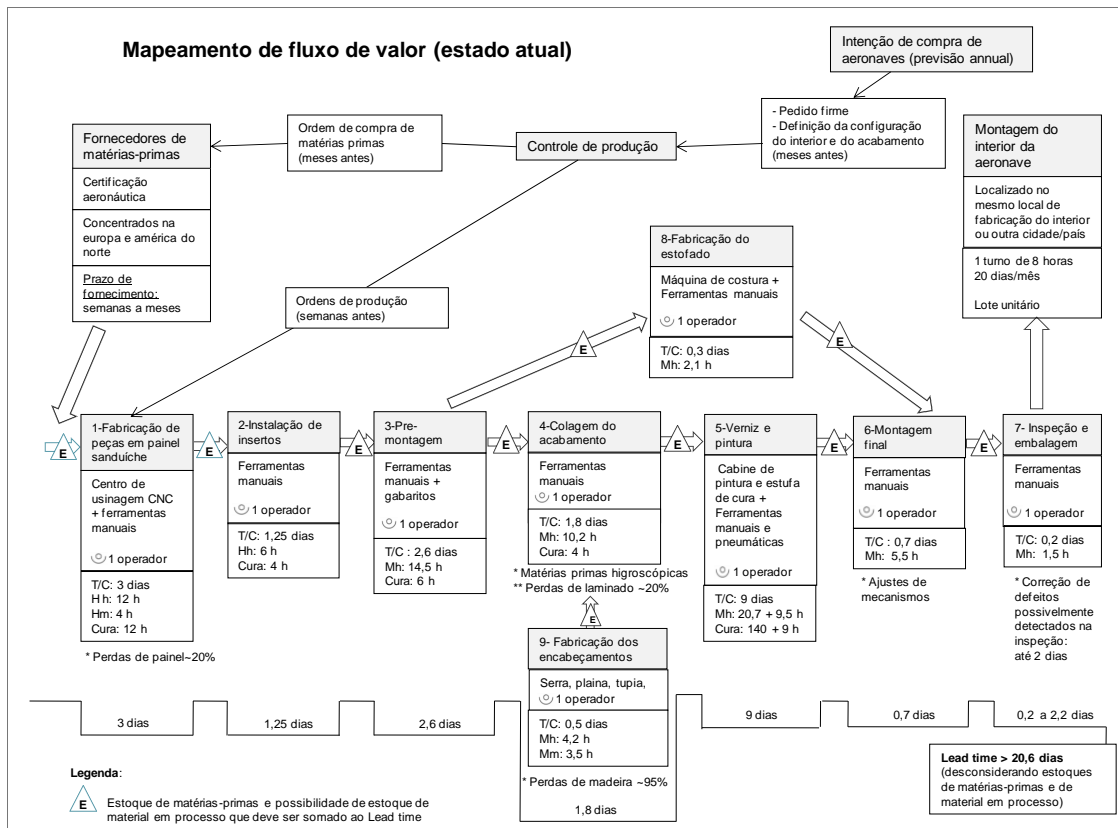 Mapeamento de fluxo de valor (estado atual)
Intenção de compra de
aeronaves (previsão annual)
- Pedido firme
- Definição da configuração
do interior e do acabamento
(meses antes)
Controle de produção
Ordem de compra de
matérias primas
(meses antes)
Fornecedores de
matérias-primas
Certificação
aeronáutica
Concentrados na
europa e américa do
norte
Prazo de
fornecimento:
semanas a meses
Ordens de produção
(semanas antes)
Montagem do
interior da
aeronave
Localizado no
mesmo local de
fabricação do interior
ou outra cidade/país
1 turno de 8 horas
20 dias/mês
Lote unitário
8-Fabricação do
estofado
Máquina de costura +
Ferramentas manuais
1 operador
T/C: 0,3 dias
Mh: 2,1 h
E
E
E
1-Fabricação de
peças em painel
sanduíche
Centro de
usinagem CNC
+ ferramentas
manuais
1 operador
T/C: 3 dias
Hh: 12 h
Hm: 4 h
Cura: 12 h
* Perdas de painel~20%
E
2-Instalação de
insertos
Ferramentas
manuais
1 operador
T/C: 1,25 dias
Hh: 6 h
Cura: 4 h
E
3-Pre-
montagem
Ferramentas
manuais +
gabaritos
1 operador
T/C : 2,6 dias
Mh: 14,5 h
Cura: 6 h
E
4-Colagem do
acabamento
Ferramentas
manuais
1 operador
T/C: 1,8 dias
Mh: 10,2 h
Cura: 4 h
* Matérias primas higroscópicas
** Perdas de laminado ~20%
E
E
5-Verniz e
pintura
Cabine de
pintura e estufa
de cura +
Ferramentas
manuais e
pneumáticas
1 operador
T/C: 9 dias
Mh: 20,7 + 9,5 h
Cura: 140 + 9 h
E
6-Montagem
final
Ferramentas
manuais
1 operador
T/C : 0,7 dias
Mh: 5,5 h
* Ajustes de
mecanismos
E
7- Inspeção e
embalagem
Ferramentas
manuais
1 operador
T/C: 0,2 dias
Mh: 1,5 h
* Correção de
defeitos
possivelmente
detectados na
inspeção:
até 2 dias
9- Fabricação dos
encabeçamentos
Serra, plaina, tupia,
1 operador
T/C: 0,5 dias
Mh: 4,2 h
Mm: 3,5 h
* Perdas de madeira ~95%
3 dias
1,25 dias
2,6 dias
1,8 dias
9 dias
0,7 dias
0,2 a 2,2 dias
Lead time > 20,6 dias
(desconsiderando estoques
de matérias-primas e de
material em processo)
Legenda:
E
Estoque de matérias-primas e possibilidade de estoque de
material em processo que deve ser somado ao Lead time